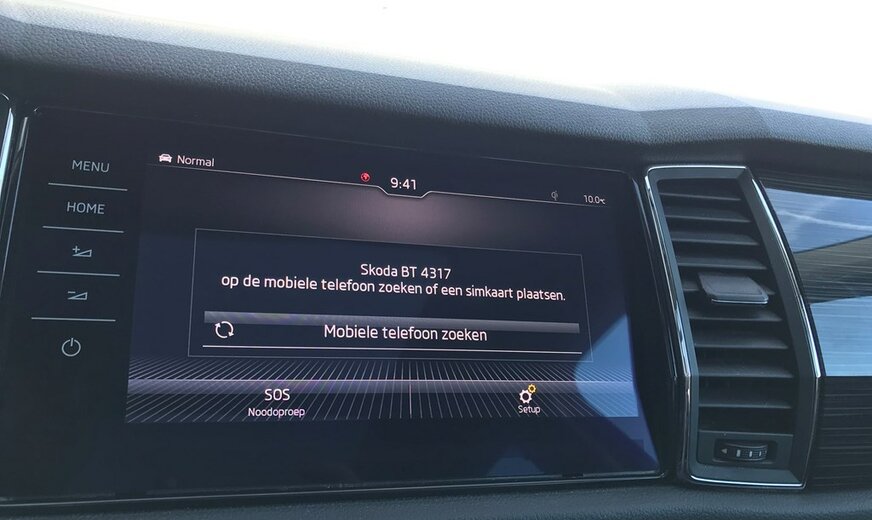 MENU
HOME
Normal
9:41
10.0°C
Skoda BT 4317
op de mobiele telefoon zoeken of een simkaart plaatsen.
Mobiele telefoon zoeken
SOS
Noodoproep
Setup